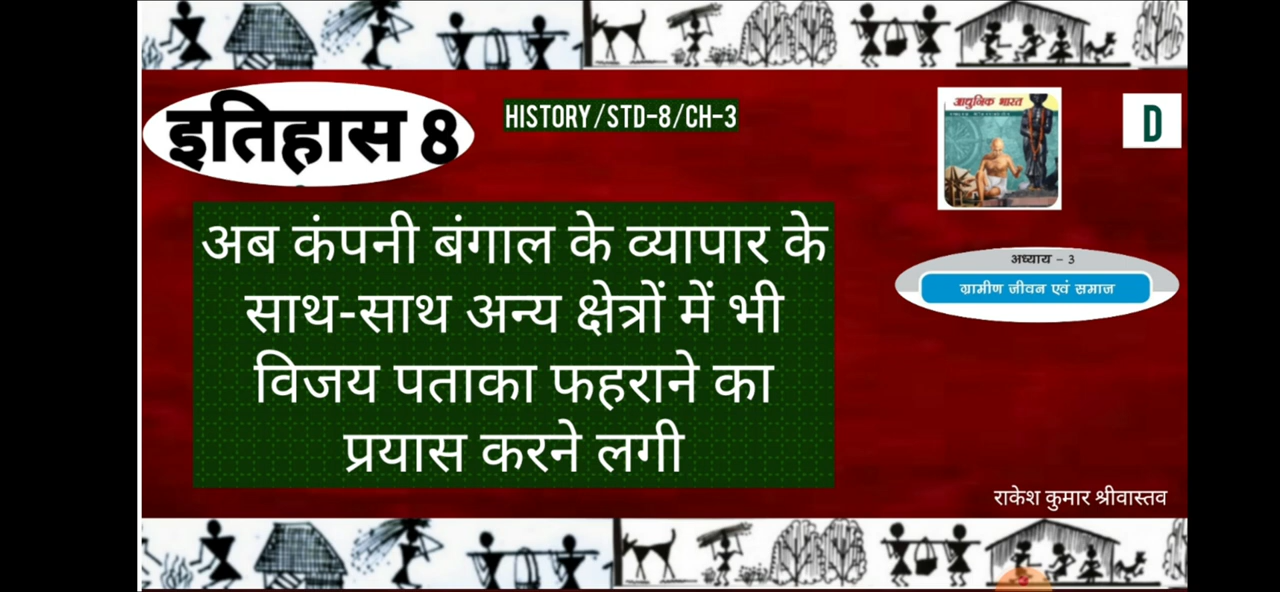 इतिहास 8
HISTORY/STD-8/CH-3
आधुनिक भारत
D
अब कंपनी बंगाल के व्यापार के
साथ-साथ अन्य क्षेत्रों में भी
विजय पताका फहराने का
प्रयास करने लगी
अध्याय – 3
ग्रामीण जीवन एवं समाज
राकेश कुमार श्रीवास्तव